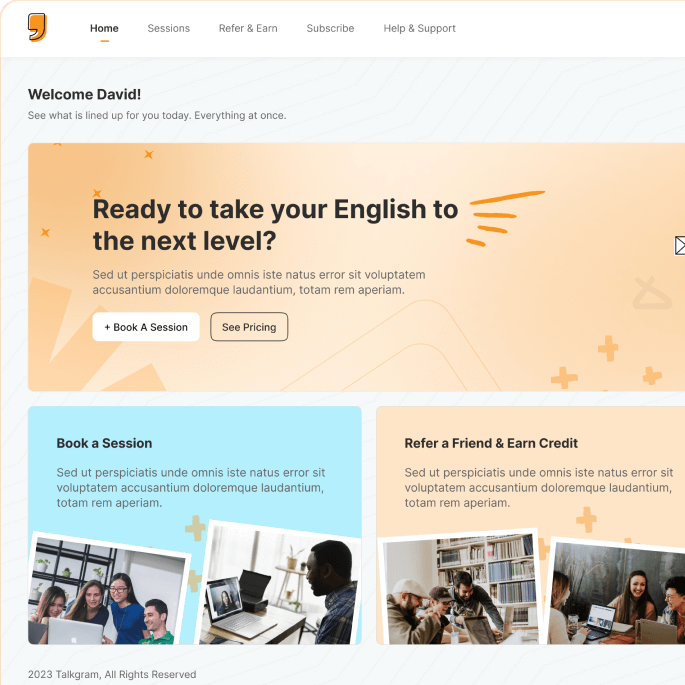 Home Sessions Refer & Earn Subscribe Help & Support
Welcome David!
See what is lined up for you today. Everything at once.
Ready to take your English to
the next level?
Sed ut perspiciatis unde omnis iste natus error sit voluptatem
accusantium doloremque laudantium, totam rem aperiam.
+ Book A Session See Pricing
Book a Session
Sed ut perspiciatis unde omnis iste natus error sit
voluptatem accusantium doloremque laudantium,
totam rem aperiam.
Refer a Friend & Earn Credit
Sed ut perspiciatis unde omnis iste natus error sit
voluptatem accusantium doloremque laudantium,
totam rem aperiam.
2023 Talkgram, All Rights Reserved